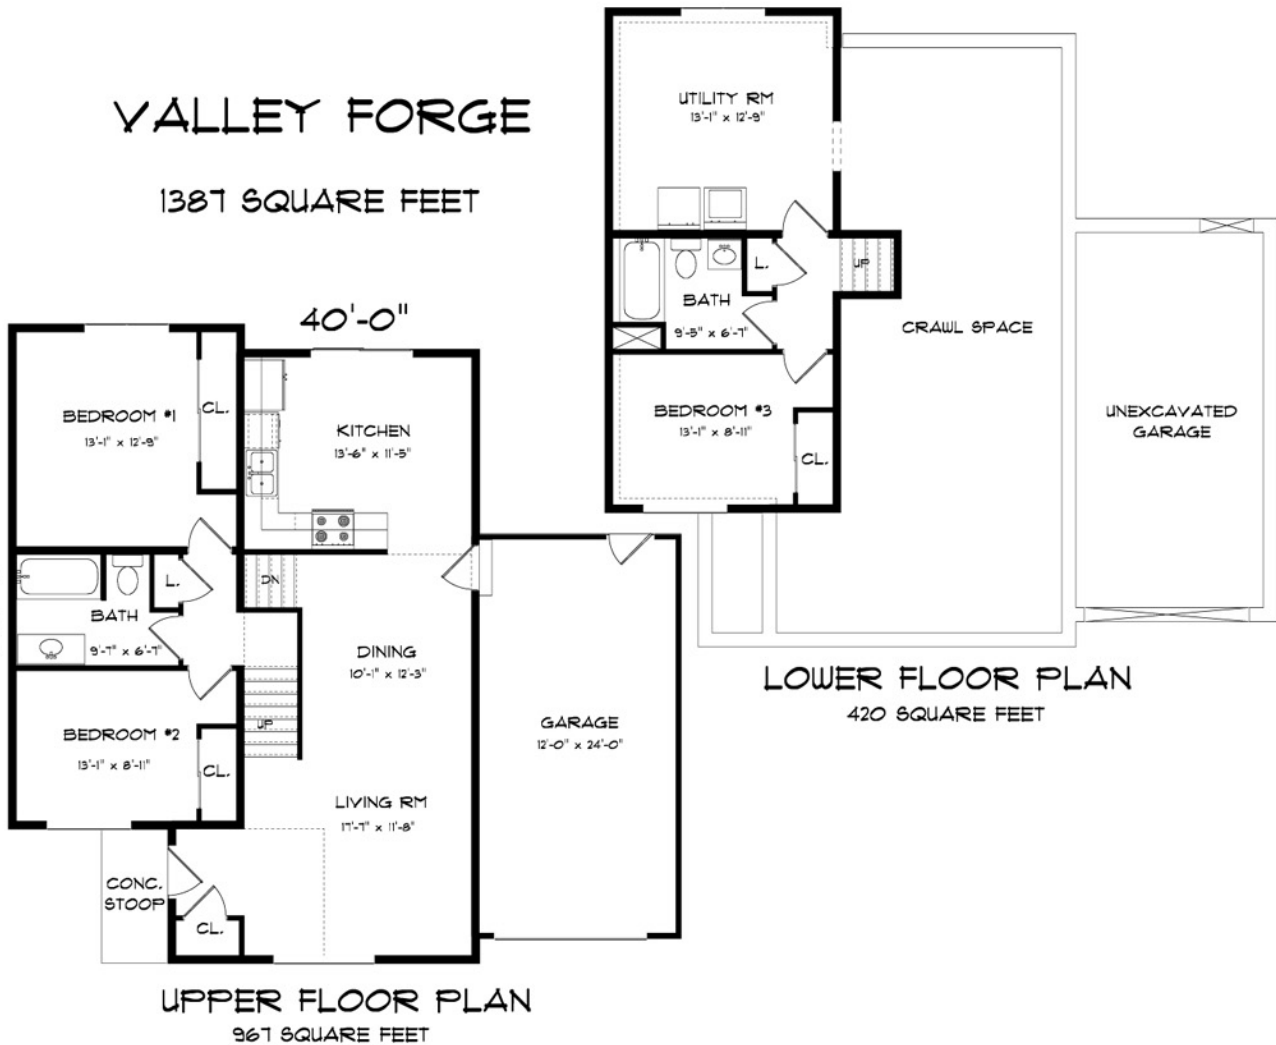 VALLEY FORGE
1387 SQUARE FEET
40'-0"
BEDROOM #1
13'-1" x 12'-9"
CL.
KITCHEN
13'-6" x 11'-5"
L.
DN
BATH
9'-7" x 6'-7"
DINING
10'-1" x 12'-3"
UP
BEDROOM #2
13'-1" x 8'-11"
CL.
GARAGE
12'-0" x 24'-0"
LIVING RM
17'-7" x 11'-8"
CONC.
STOOP
CL.
UPPER FLOOR PLAN
967 SQUARE FEET
UTILITY RM
13'-1" x 12'-9"
L.
UP
BATH
9'-5" x 6'-7"
CRAWL SPACE
BEDROOM #3
13'-1" x 8'-11"
CL.
UNEXCAVATED
GARAGE
LOWER FLOOR PLAN
420 SQUARE FEET